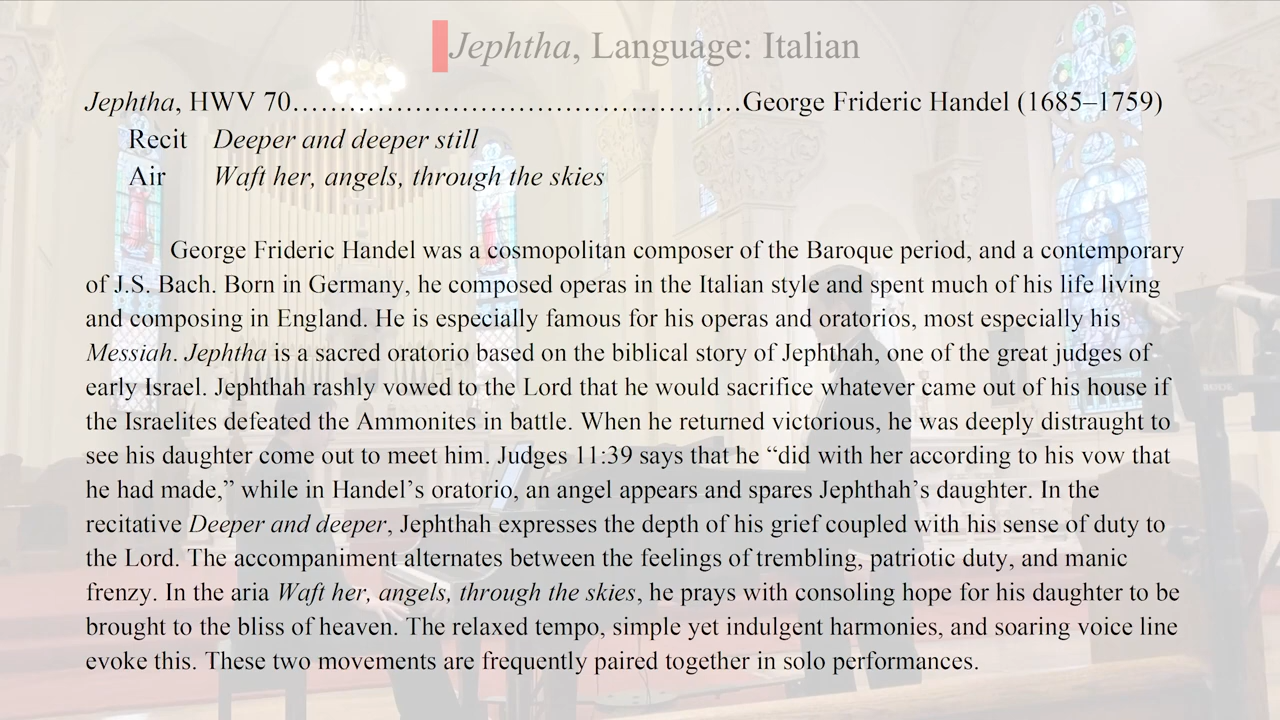 Jephtha, Language: Italian
Jephtha, HWV 70................................................George Frideric Handel (1685–1759)
Recit Deeper and deeper still
Air Waft her, angels, through the skies
George Frideric Handel was a cosmopolitan composer of the Baroque period, and a contemporary
of J.S. Bach. Born in Germany, he composed operas in the Italian style and spent much of his life living
and composing in England. He is especially famous for his operas and oratorios, most especially his
Messiah. Jephtha is a sacred oratorio based on the biblical story of Jephthah, one of the great judges of
early Israel. Jephthah rashly vowed to the Lord that he would sacrifice whatever came out of his house if
the Israelites defeated the Ammonites in battle. When he returned victorious, he was deeply distraught to
see his daughter come out to meet him. Judges 11:39 says that he “did with her according to his vow that
he had made,” while in Handel’s oratorio, an angel appears and spares Jephthah’s daughter. In the
recitative Deeper and deeper, Jephthah expresses the depth of his grief coupled with his sense of duty to
the Lord. The accompaniment alternates between the feelings of trembling, patriotic duty, and manic
frenzy. In the aria Waft her, angels, through the skies, he prays with consoling hope for his daughter to be
brought to the bliss of heaven. The relaxed tempo, simple yet indulgent harmonies, and soaring voice line
evoke this. These two movements are frequently paired together in solo performances.